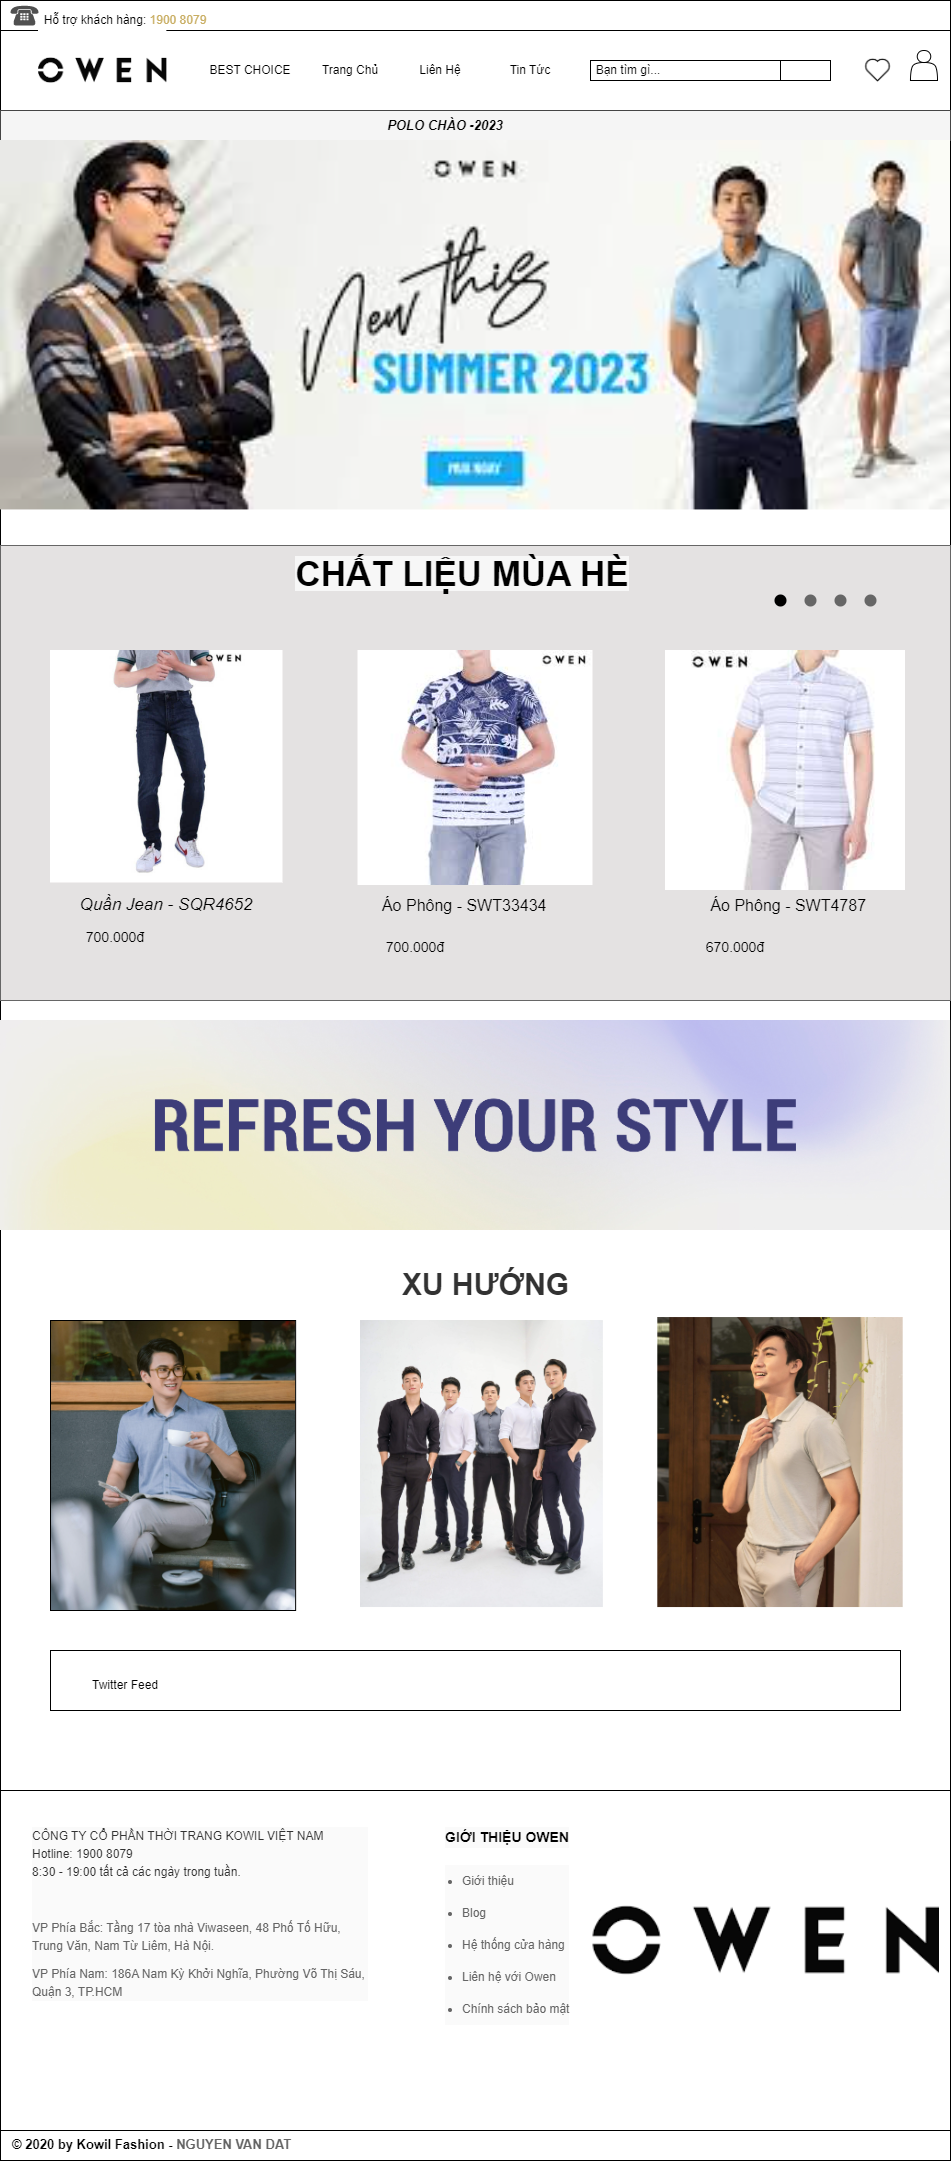 Hỗ trợ khách hàng: 1900 8079
OWEN
BEST CHOICE
Trang Chủ
Liên Hệ
Tin Tức
Bạn tìm gì...
POLO CHÀO -2023
OWEN
New this
SUMMER 2023
MUA NGAY
CHẤT LIỆU MÙA HÈ
OWEN
OWEN
OWEN
Quần Jean - SQR4652
Áo Phông - SWT33434
Áo Phông - SWT4787
700.000đ
700.000đ
670.000đ
REFRESH YOUR STYLE
XU HƯỚNG
Twitter Feed
CÔNG TY CỔ PHẦN THỜI TRANG KOWIL VIỆT NAM
Hotline: 1900 8079
8:30 - 19:00 tất cả các ngày trong tuần.
VP Phía Bắc: Tầng 17 tòa nhà Viwaseen, 48 Phố Tố Hữu,
Trung Văn, Nam Từ Liêm, Hà Nội.
VP Phía Nam: 186A Nam Kỳ Khởi Nghĩa, Phường Võ Thị Sáu,
Quận 3, TP.HCM
GIỚI THIỆU OWEN
Giới thiệu
Blog
Hệ thống cửa hàng
Liên hệ với Owen
Chính sách bảo mật
OWEN
© 2020 by Kowil Fashion - NGUYEN VAN DAT